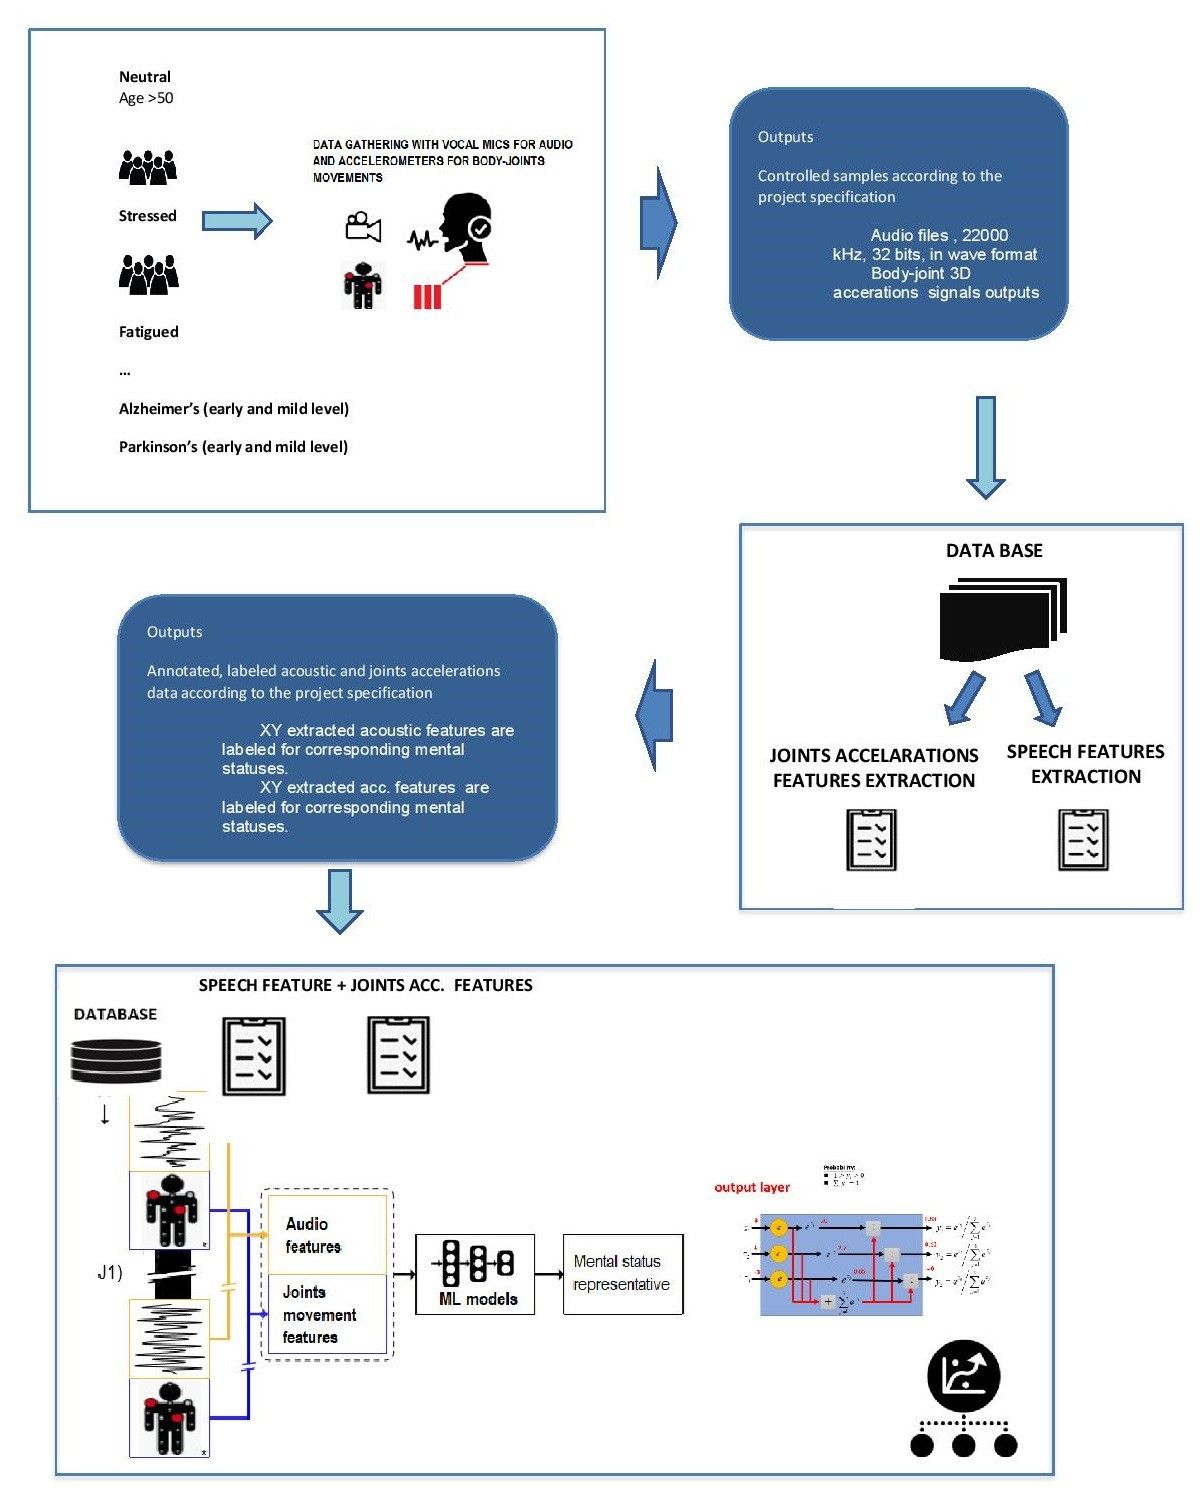 Neutral
Age >50
Stressed
Fatigued
...
Alzheimer's (early and mild level)
Parkinson's (early and mild level)
DATA GATHERING WITH VOCAL MICS FOR AUDIO
AND ACCELEROMETERS FOR BODY-JOINTS
MOVEMENTS
Outputs
Controlled samples according to the
project specification
Audio files , 22000
kHz, 32 bits, in wave format
Body-joint 3D
accerations signals outputs
DATA BASE
JOINTS ACCELARATIONS
FEATURES EXTRACTION
SPEECH FEATURES
EXTRACTION
Outputs
Annotated, labeled acoustic and joints accelerations
data according to the project specification
XY extracted acoustic features are
labeled for corresponding mental
statuses.
XY extracted acc. features are
labeled for corresponding mental
statuses.
SPEECH FEATURE + JOINTS ACC. FEATURES
DATABASE
J1)
Audio
features
Joints
movement
features
ML models
Mental status
representative
output layer
Probability: